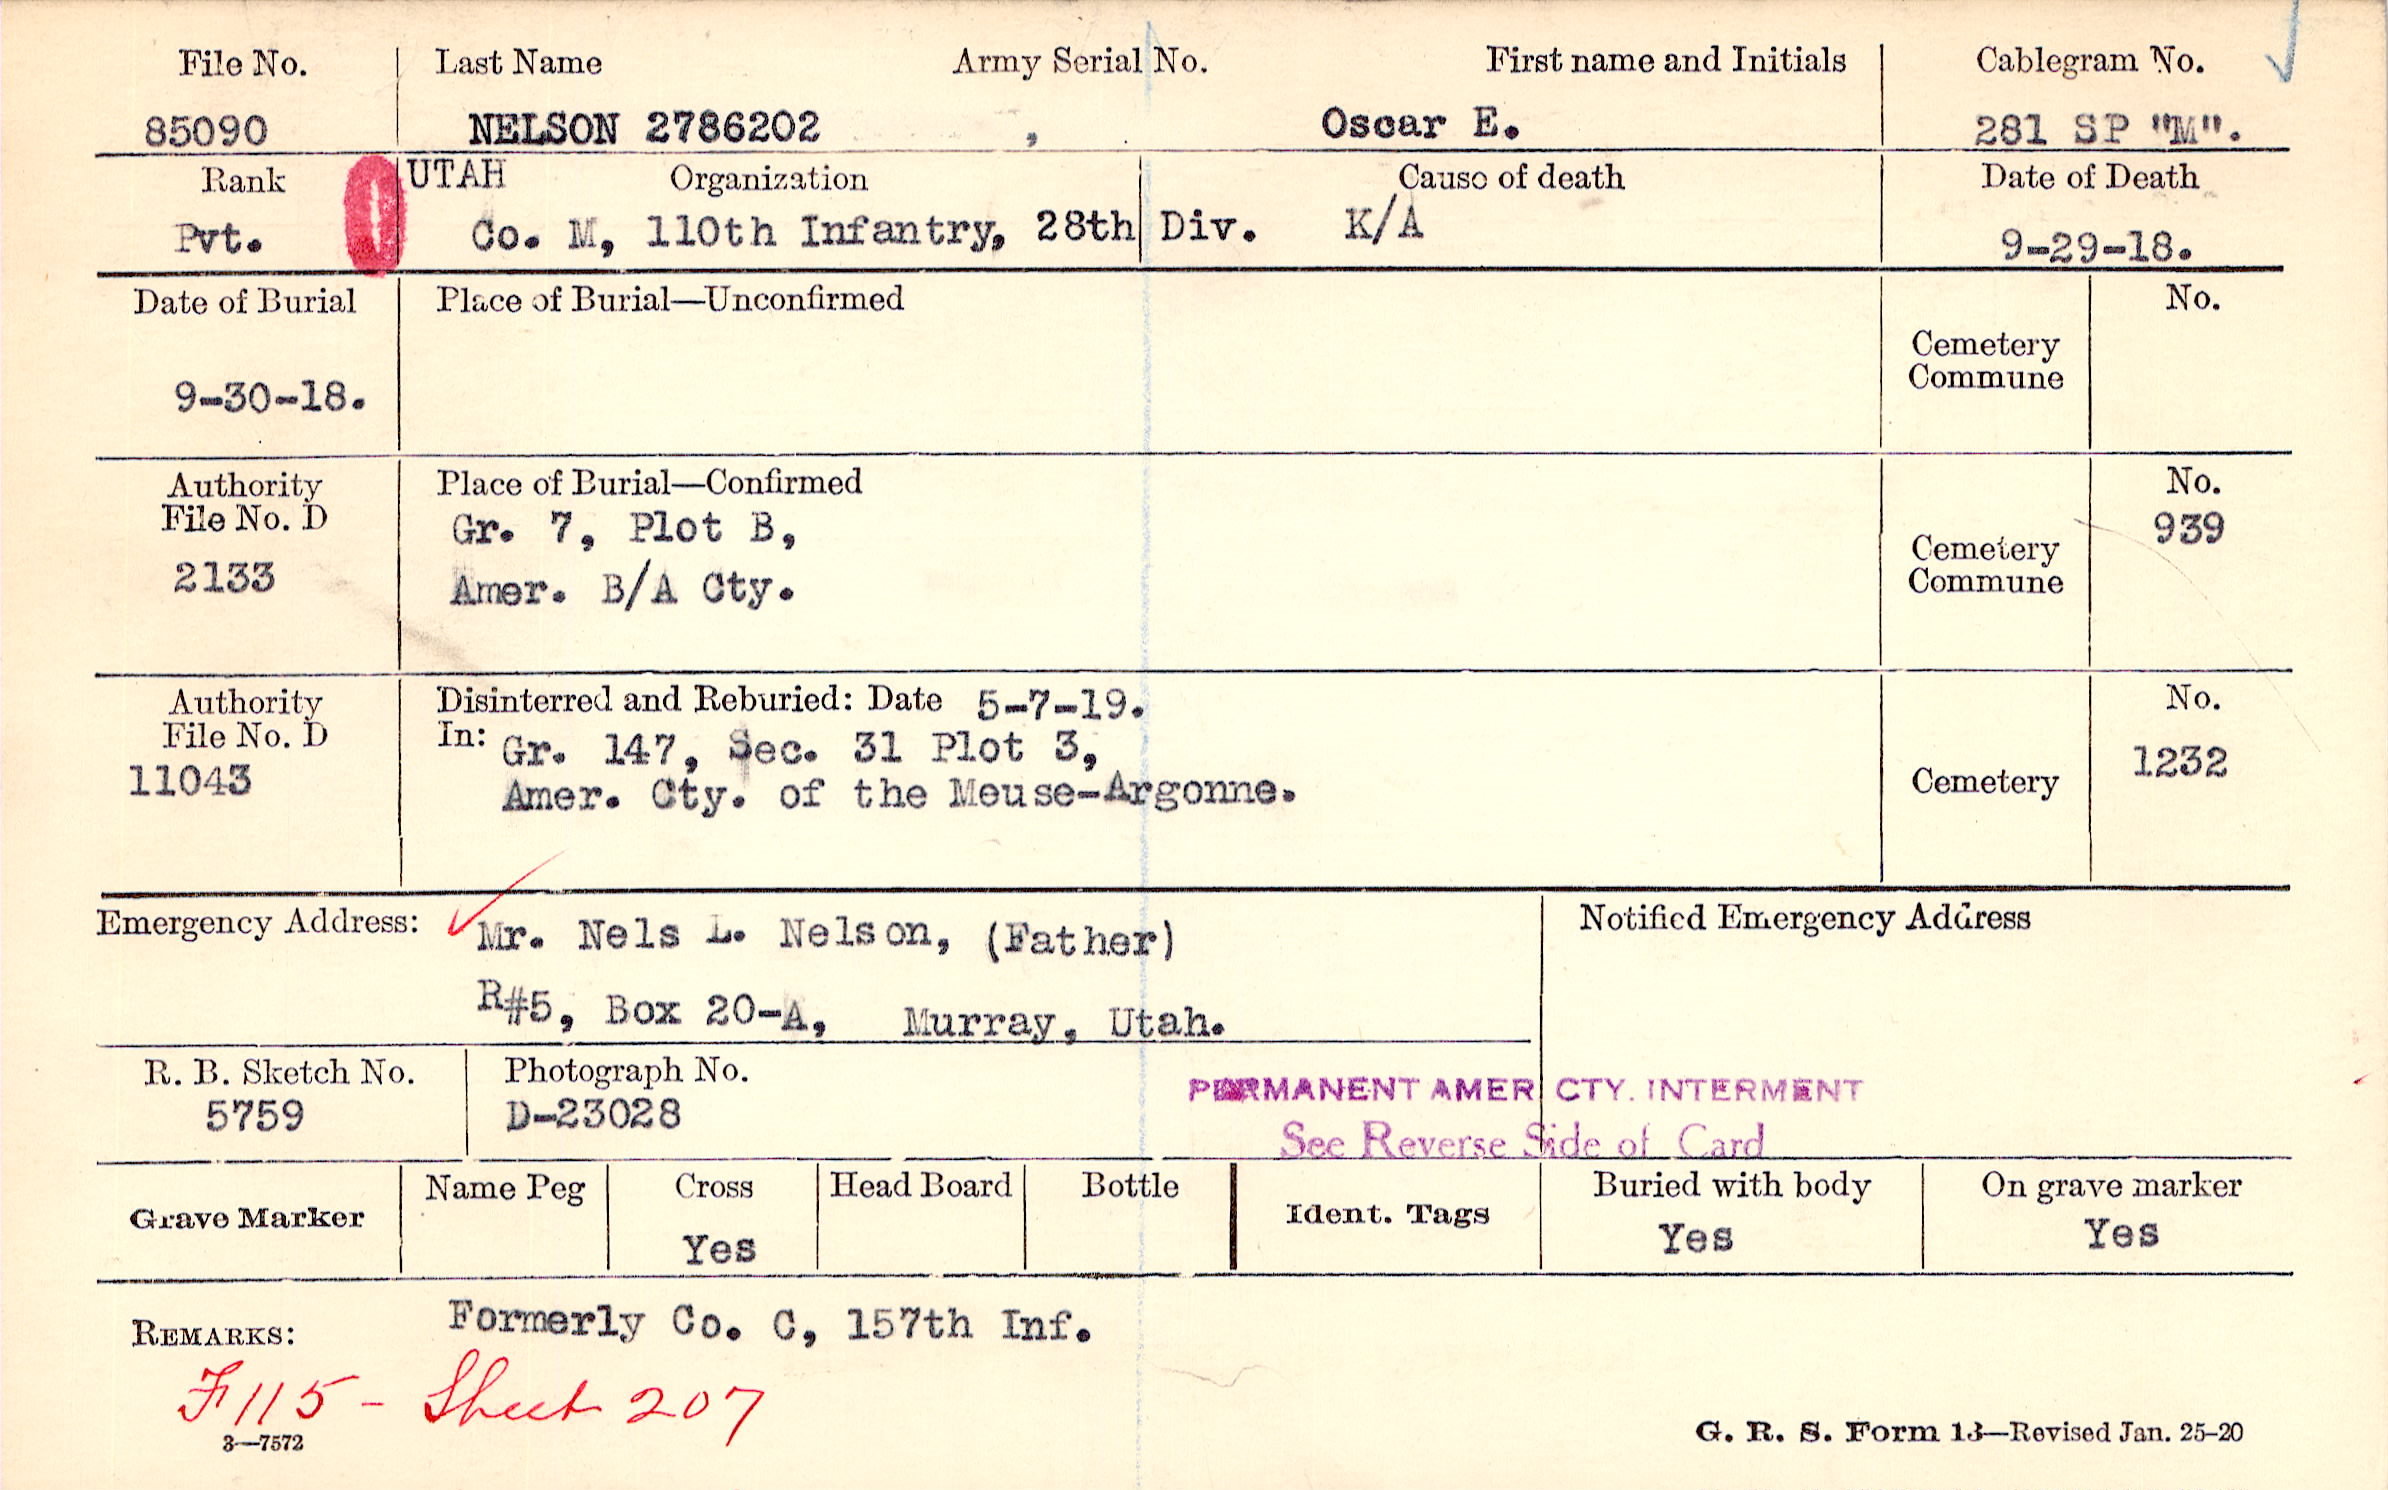 File No. Last Name Army Serial No. First name and Initials Cablegram No.
85090 NELSON 2786202 , Oscar E. 281 SP "M".
Rank UTAH Organization Cause of death Date of Death
Pvt. Co. M, 110th Infantry, 28th Div. K/A 9-29-18.
Date of Burial Place of Burial—Unconfirmed No.
Cemetery
Commune
9-30-18.
Authority Place of Burial—Confirmed No.
File No. D Gr. 7, Plot B, 939
Cemetery
2133 Amer. B/A Cty. Commune
Authority Disinterred and Reburied: Date 5-7-19. No.
File No. D In: Gr. 147, Sec. 31 Plot 3, 1232
11043 Amer. Cty. of the Meuse-Argonne. Cemetery
Emergency Address: Mr. Nels L. Nelson, (Father) Notified Emergency Address
R#5, Box 20-A, Murray, Utah.
R. B. Sketch No. Photograph No. PERMANENT AMER CTY. INTERMENT
5759 D-23028 See Reverse Side of Card
Grave Marker Name Peg Cross Head Board Bottle Ident. Tags Buried with body On grave marker
Yes Yes Yes
REMARKS: Formerly Co. C, 157th Inf.
F115 - Sheet 207
3—7572 G. R. S. Form 13—Revised Jan. 25-20